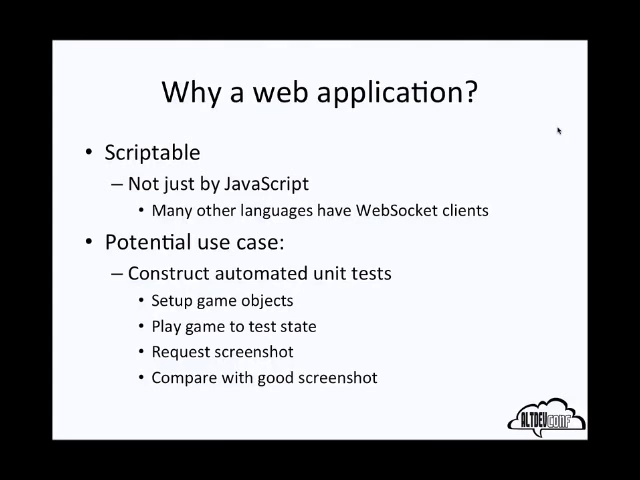 Why a web application?
• Scriptable
– Not just by JavaScript
• Many other languages have WebSocket clients
• Potential use case:
– Construct automated unit tests
• Setup game objects
• Play game to test state
• Request screenshot
• Compare with good screenshot
ALTDEVCONF